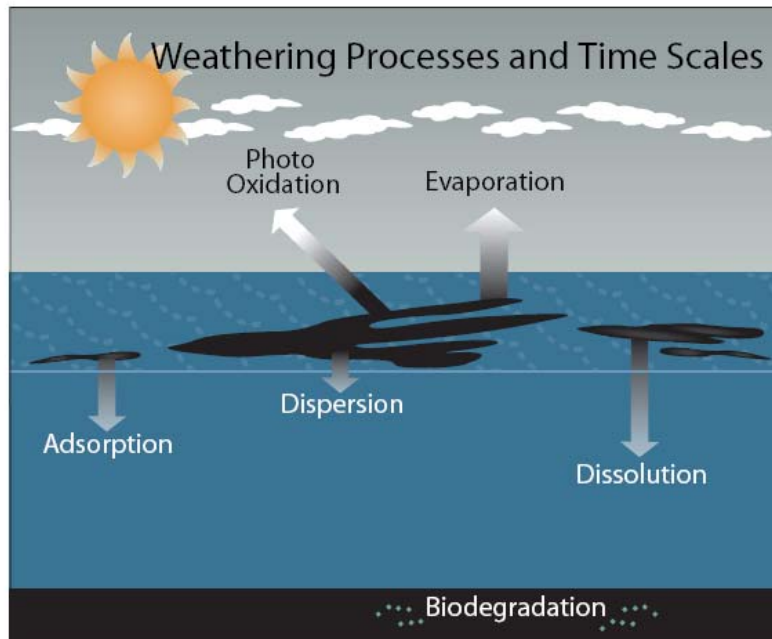 Weathering Processes and Time Scales
Photo
Oxidation
Evaporation
Dispersion
Adsorption
Dissolution
Biodegradation